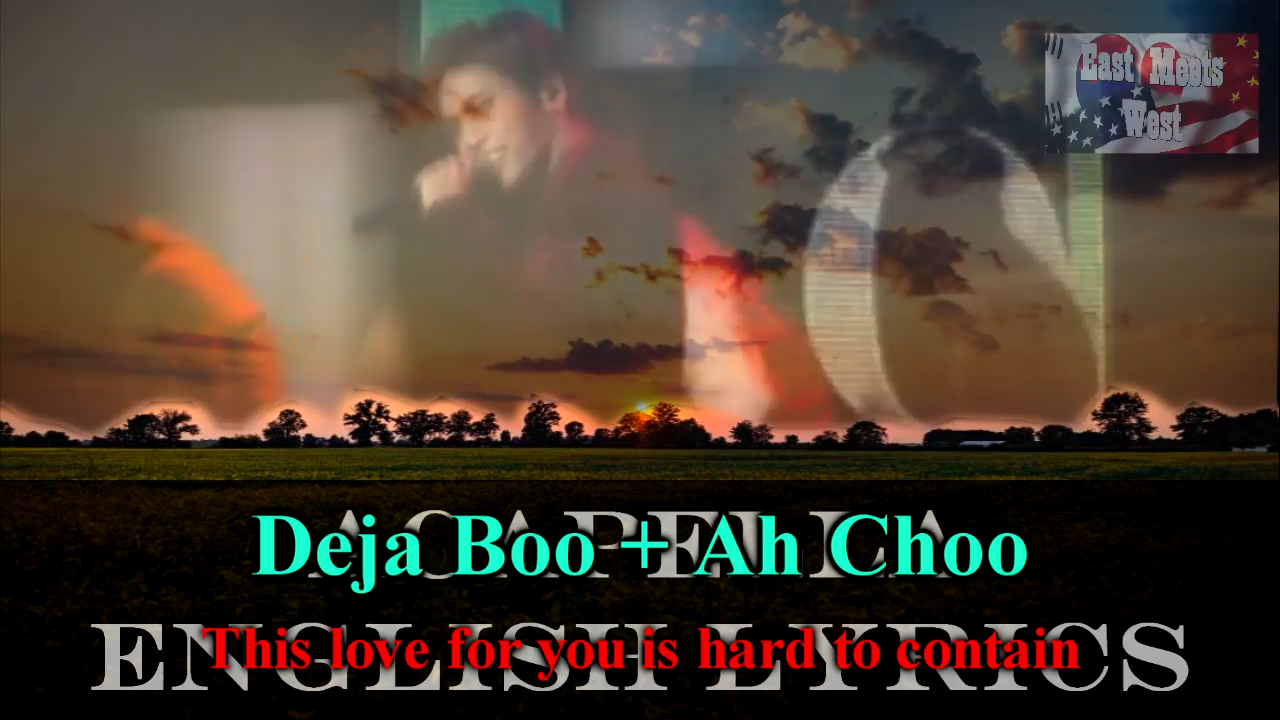 East Meets
West
ACAPELLA
Deja Boo + Ah Choo
ENGLISH LYRICS
This love for you is hard to contain